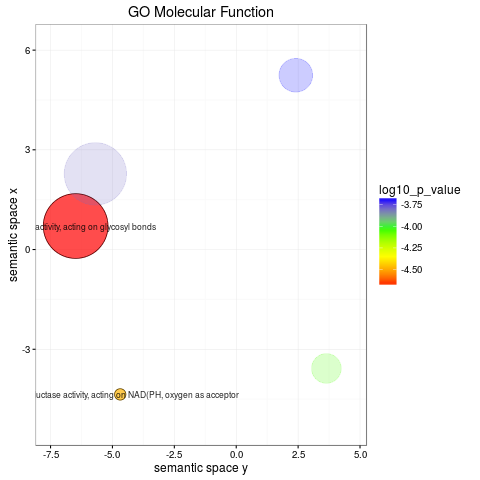 GO Molecular Function
6
3
0
-3
semantic space x
activity, acting on glycosyl bonds
uctase activity, acting on NAD(PH, oxygen as acceptor
-7.5
-5.0
-2.5
0.0
2.5
5.0
semantic space y
log10_p_value
-3.75
-4.00
-4.25
-4.50